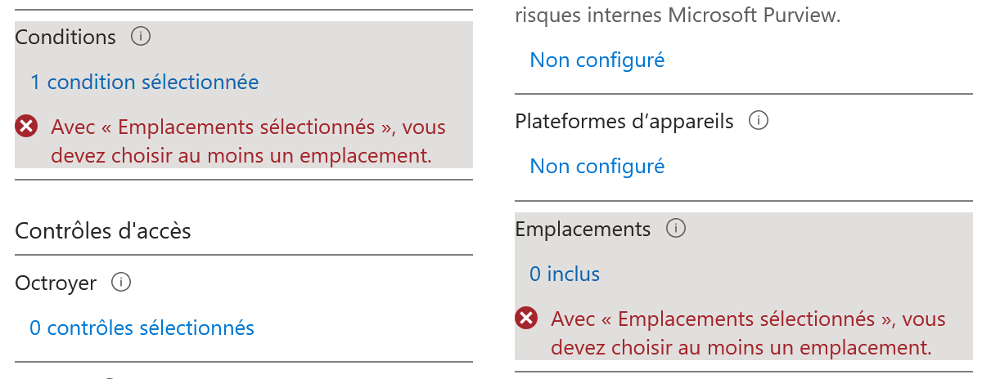 Conditions
1 condition sélectionnée
Avec « Emplacements sélectionnés », vous
devez choisir au moins un emplacement.
Contrôles d'accès
Octroyer
0 contrôles sélectionnés
risques internes Microsoft Purview.
Non configuré
Plateformes d’appareils
Non configuré
Emplacements
0 inclus
Avec « Emplacements sélectionnés », vous
devez choisir au moins un emplacement.